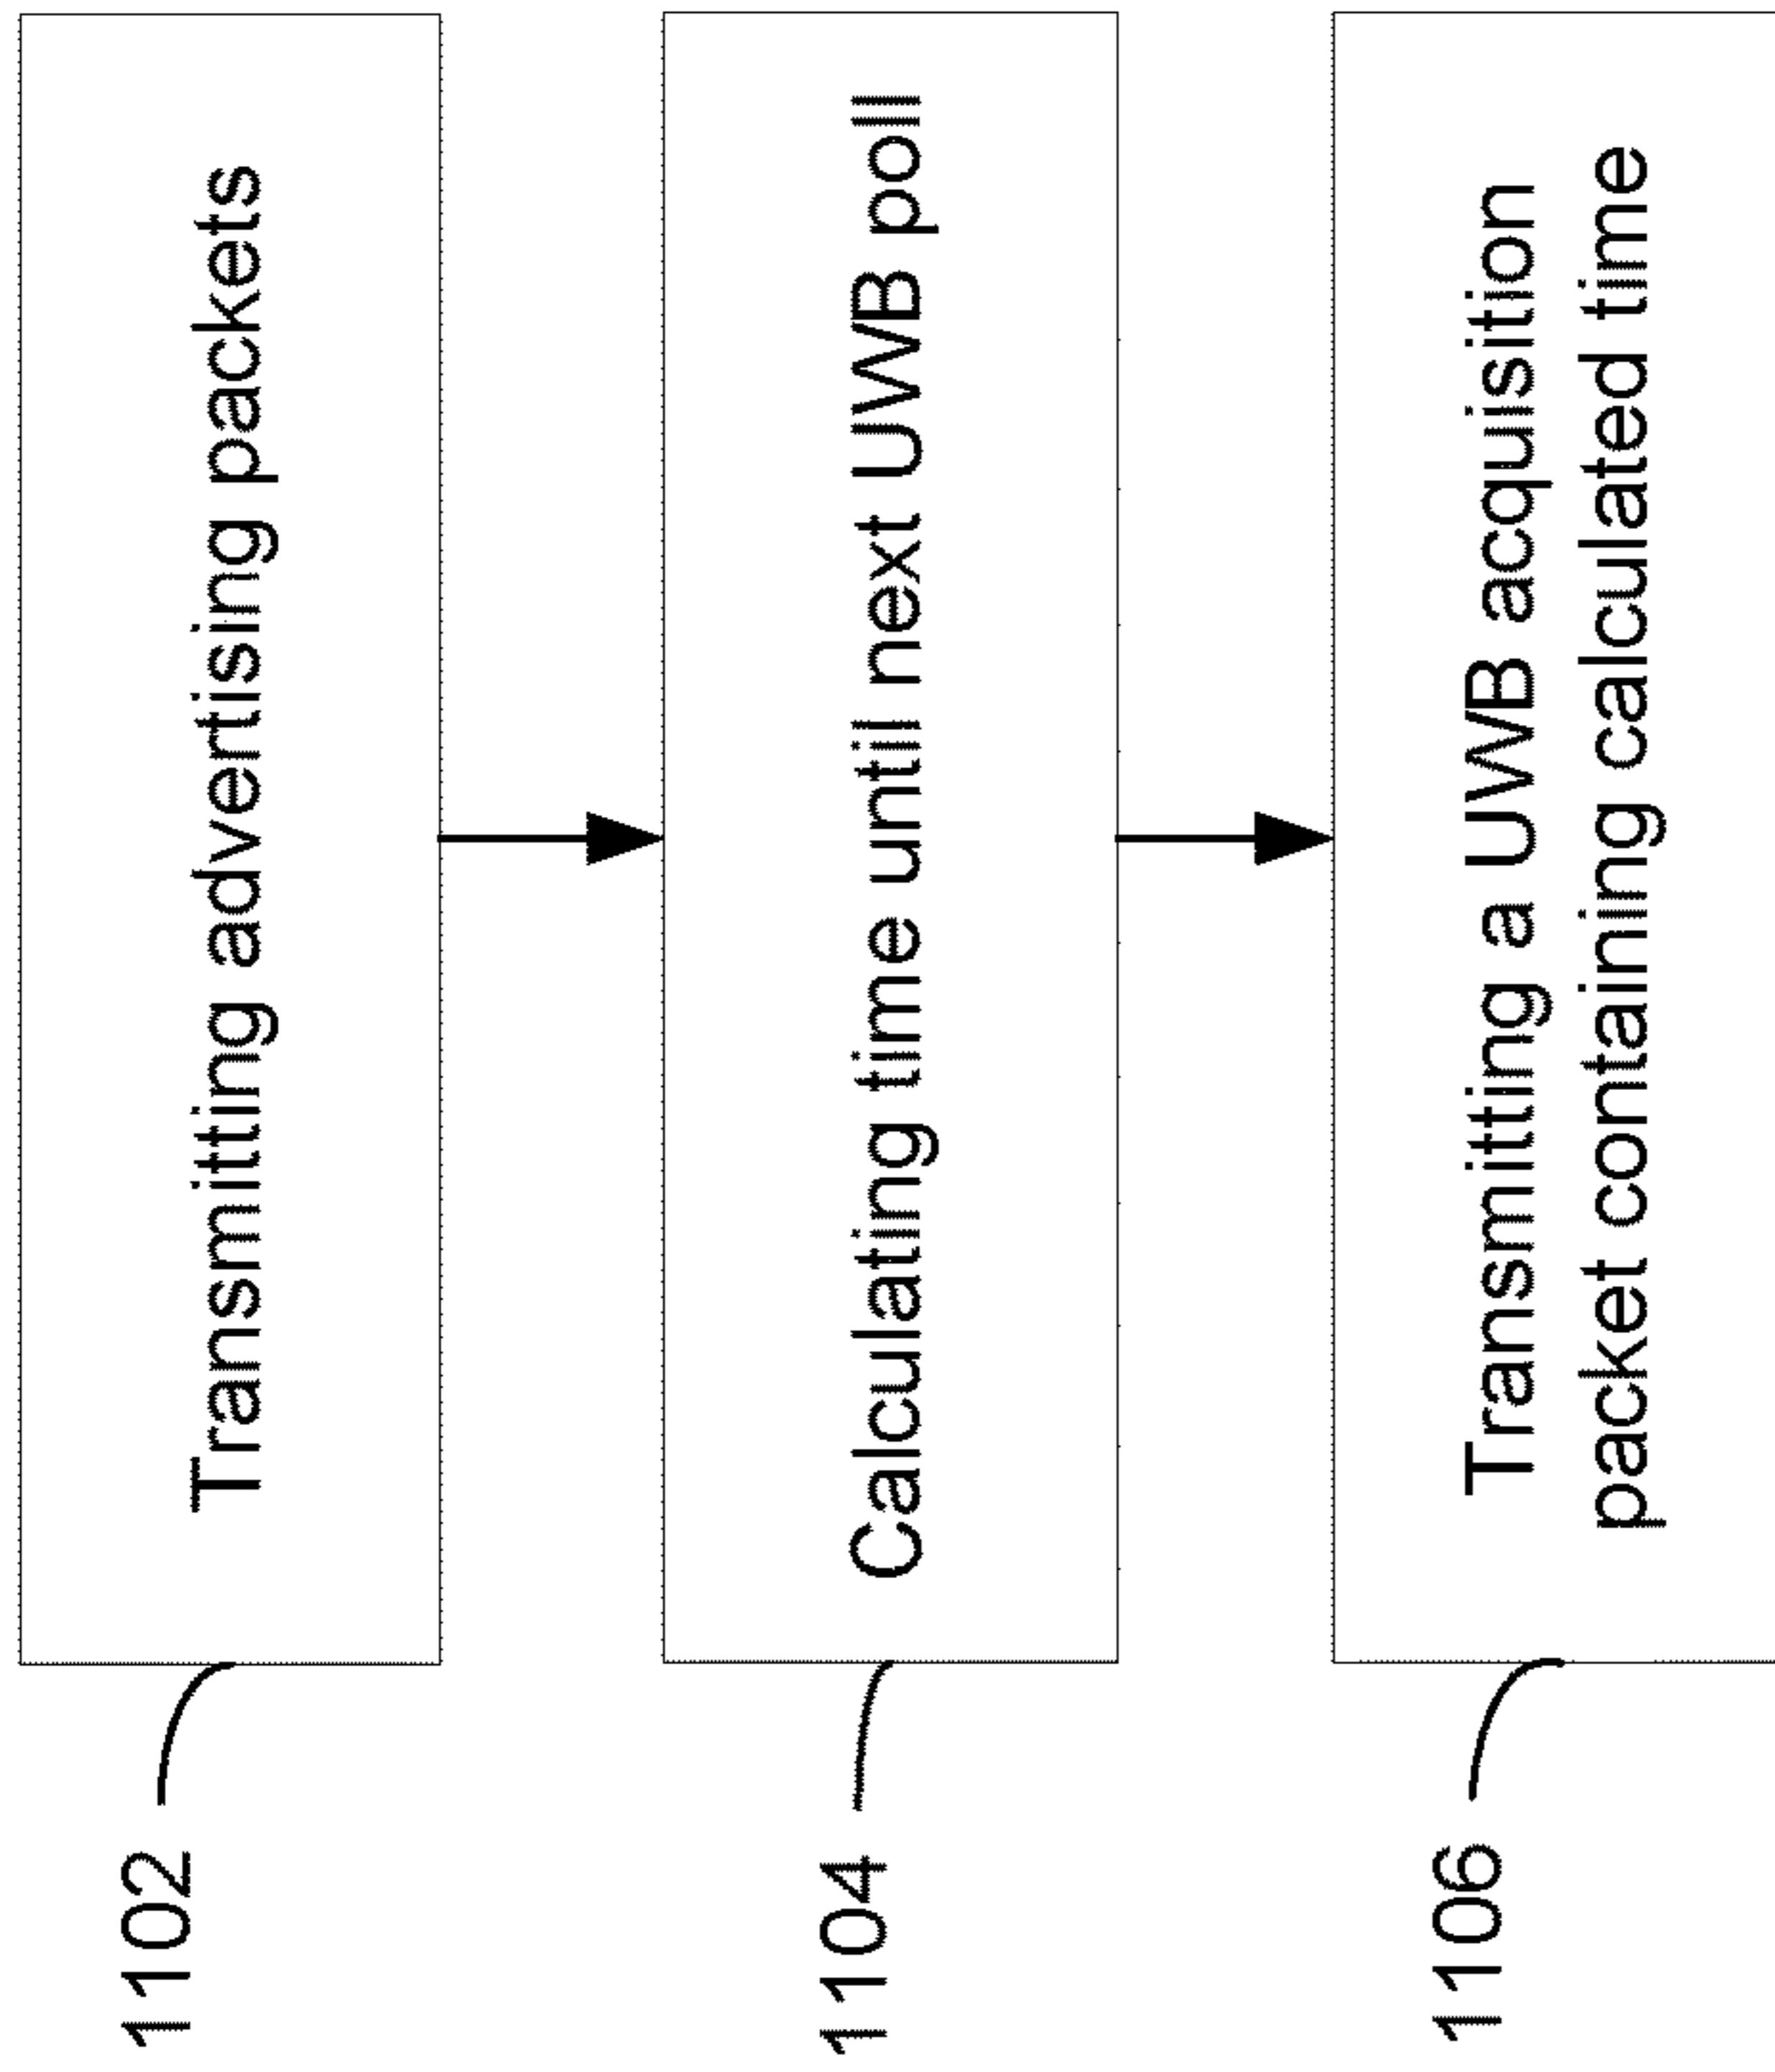 1102
Transmitting advertising packets
1104
Calculating time until next UWB poll
1106
Transmitting a UWB acquisition
packet containing calculated time